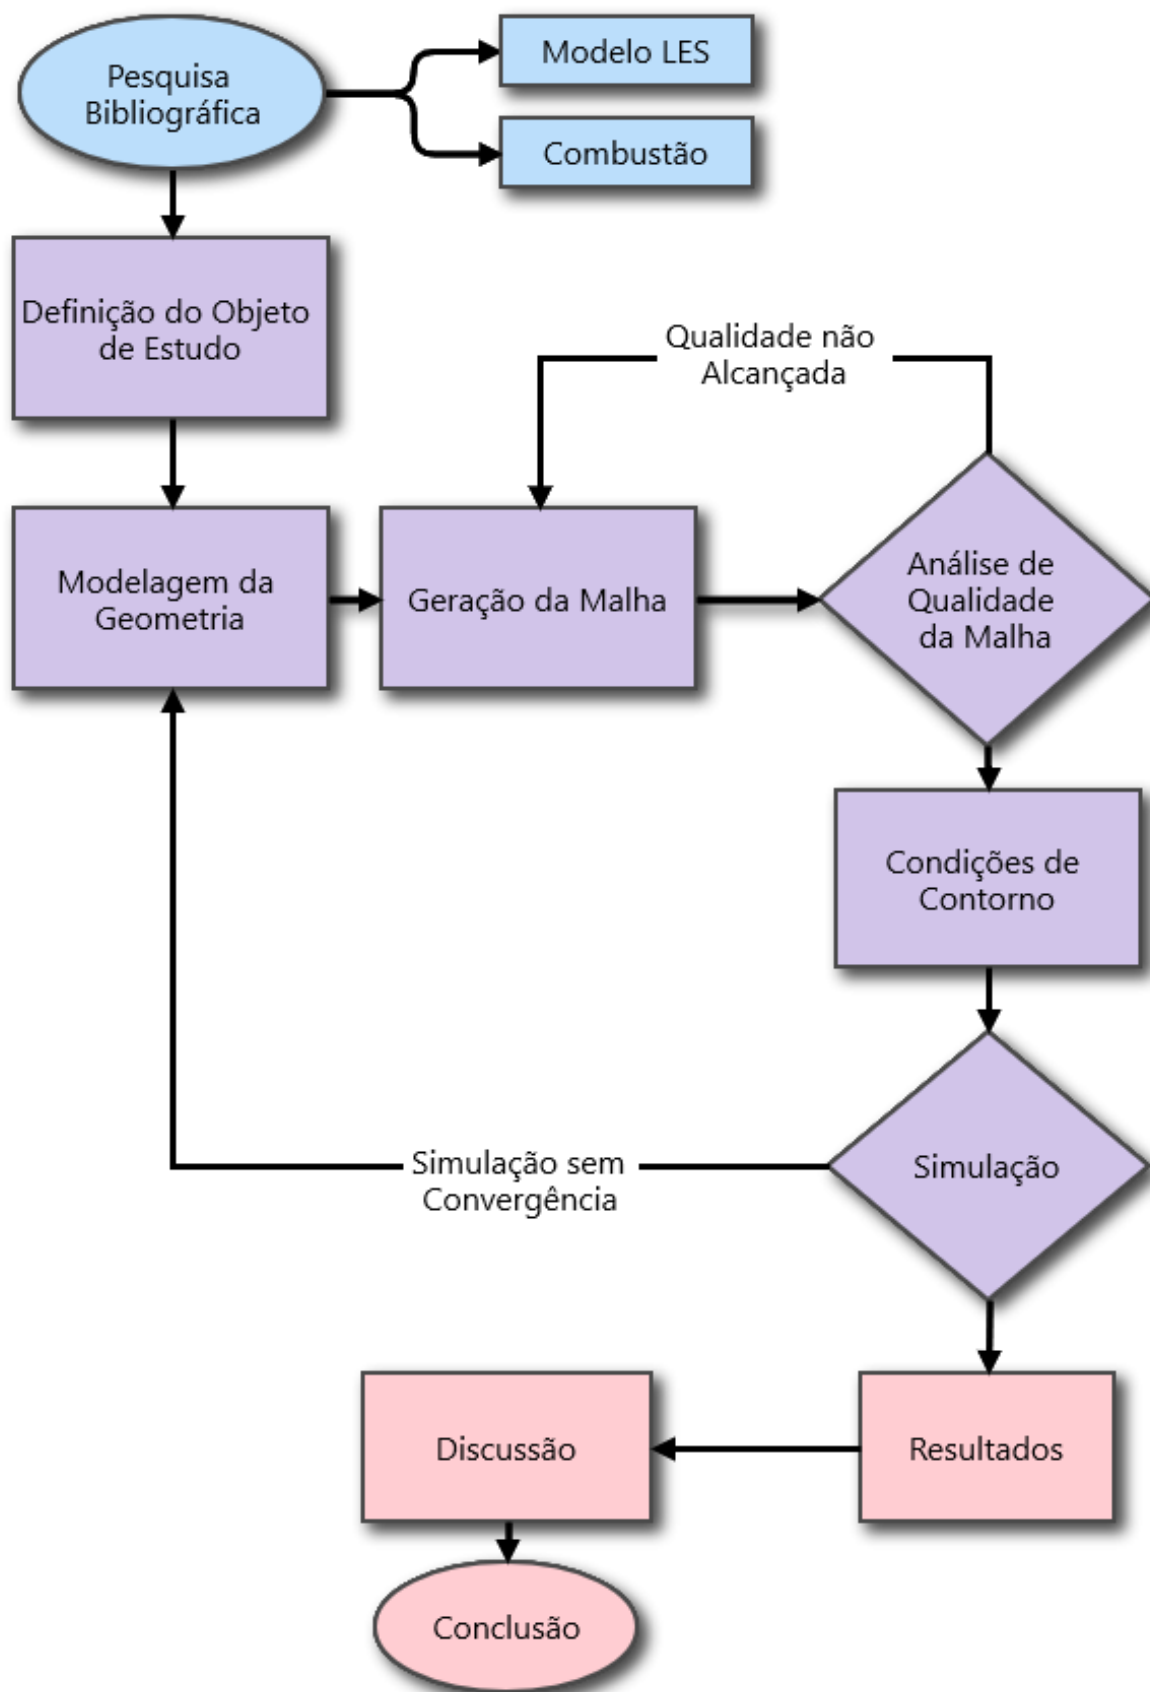 Pesquisa
Bibliográfica
Modelo LES
Combustão
Definição do Objeto
de Estudo
Qualidade não
Alcançada
Modelagem da
Geometria
Geração da Malha
Análise de
Qualidade
da Malha
Condições de
Contorno
Simulação sem
Convergência
Simulação
Discussão
Resultados
Conclusão